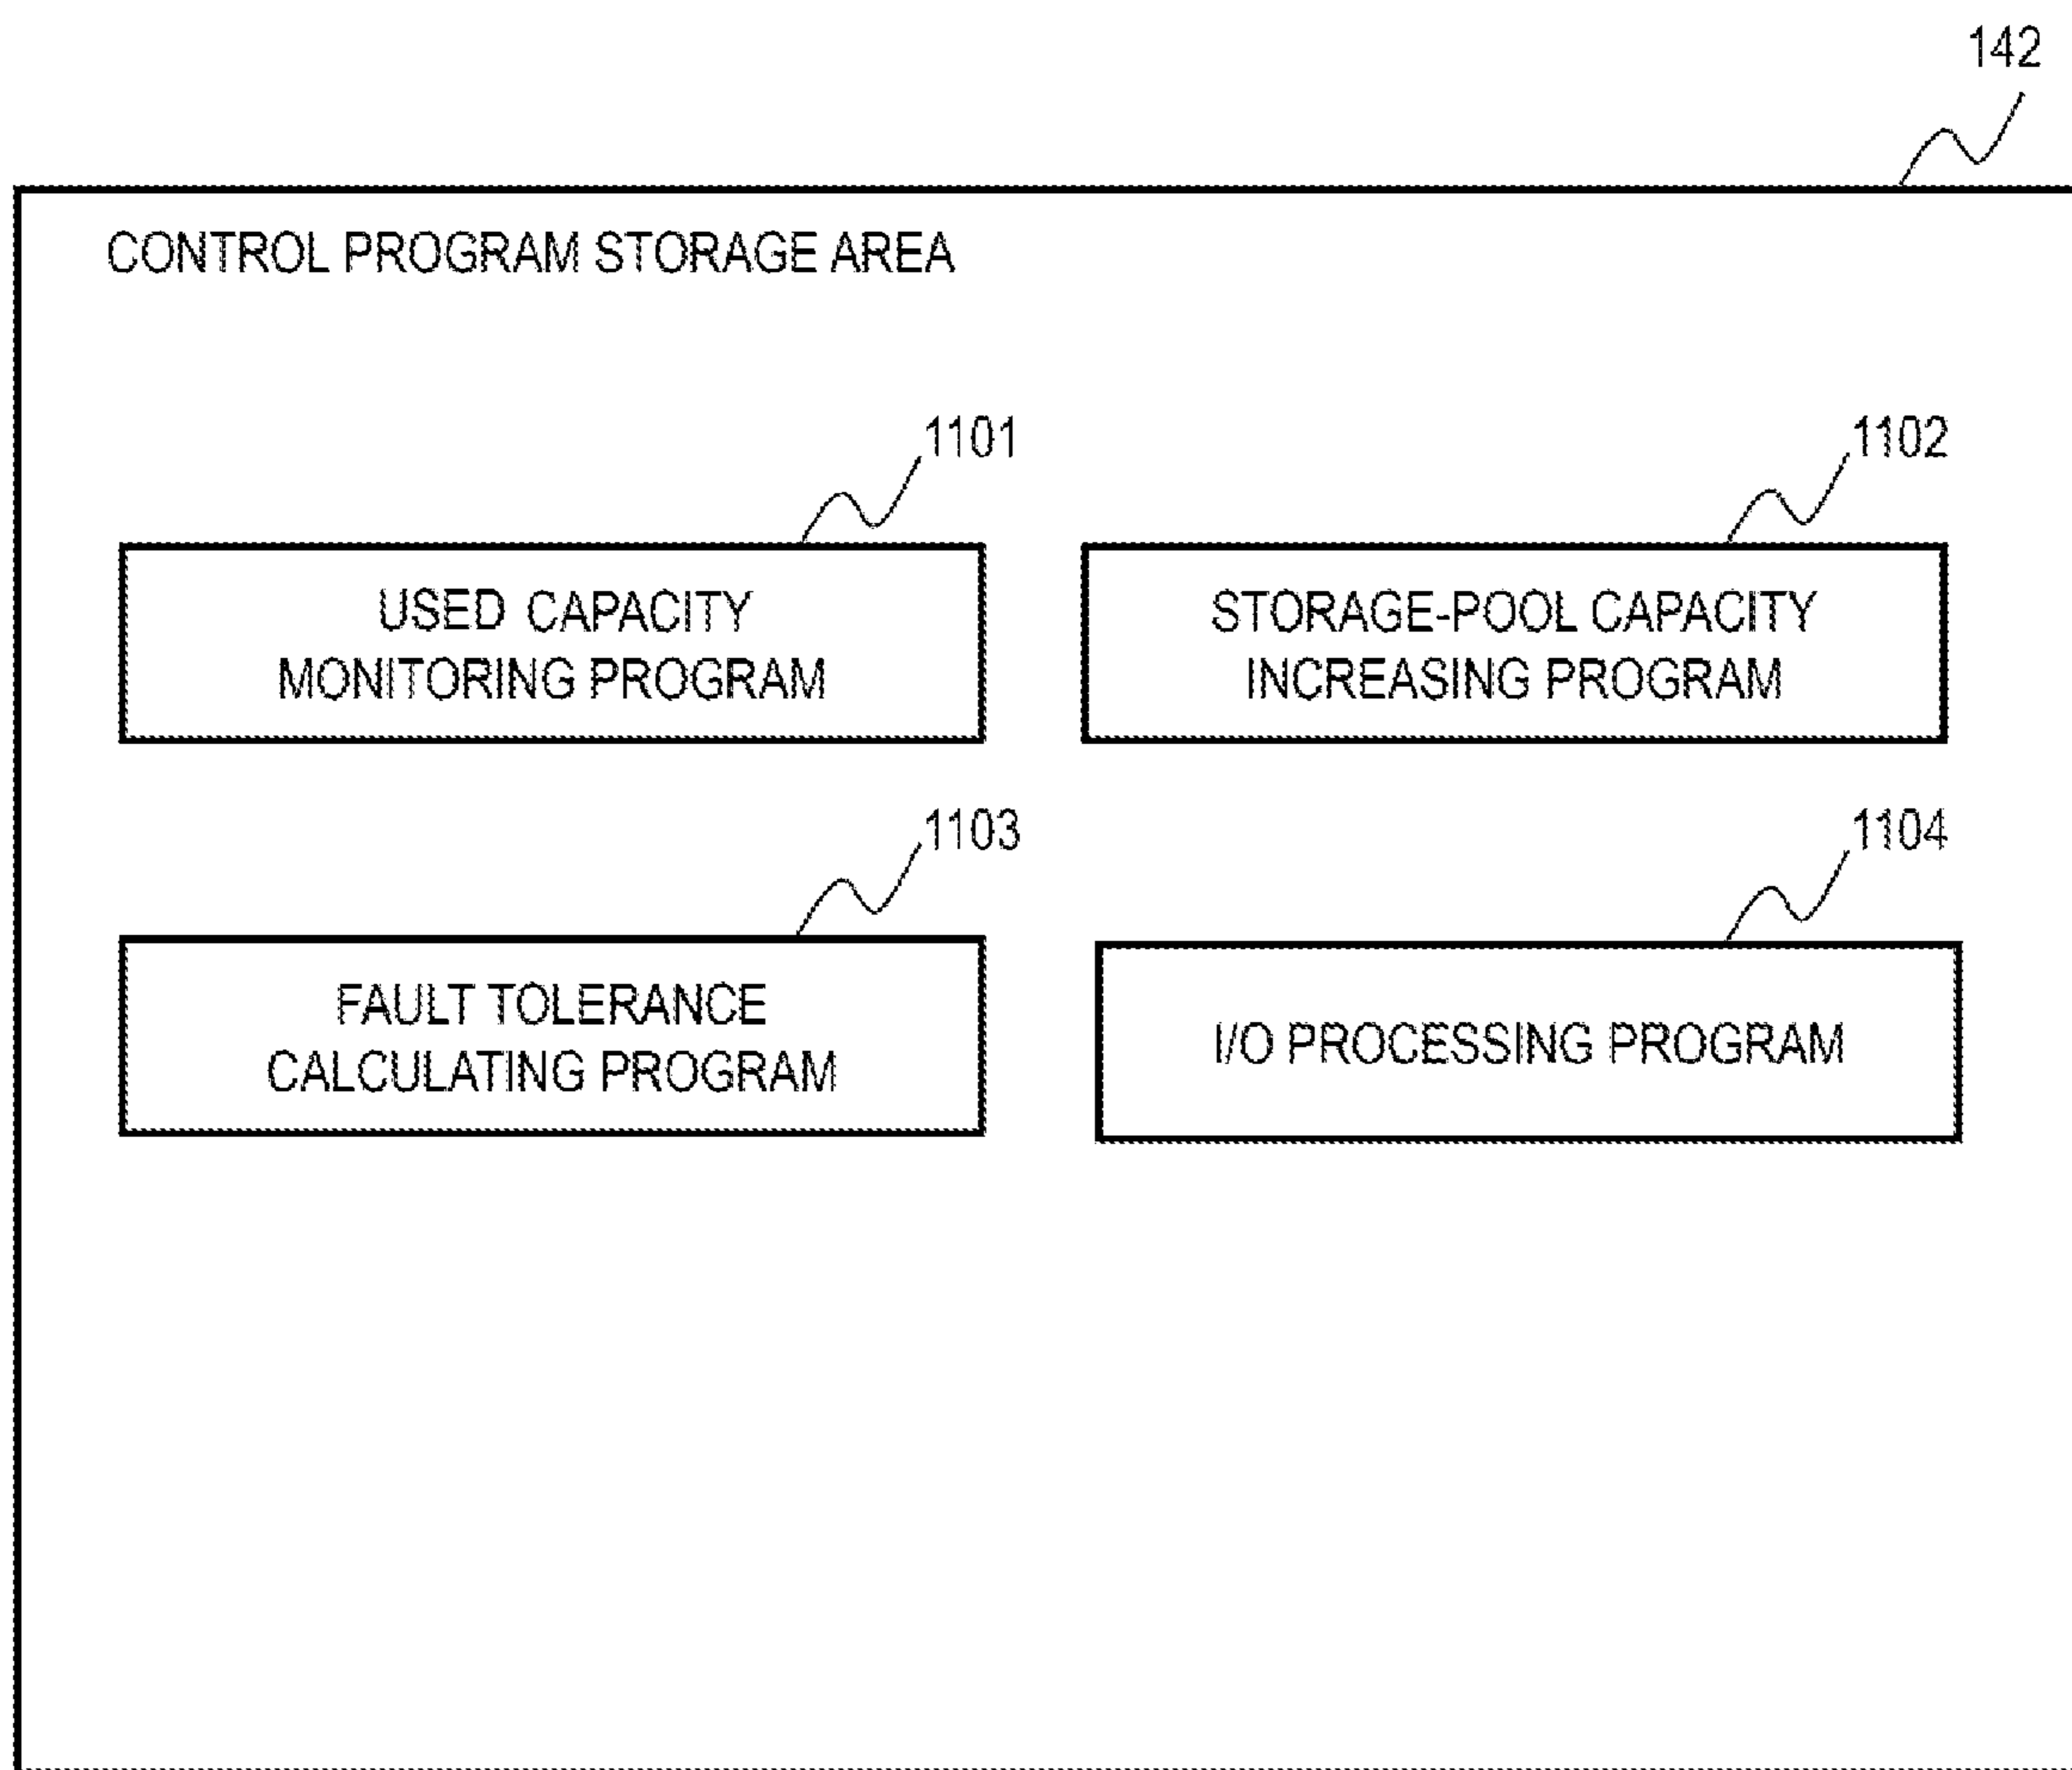 142
CONTROL PROGRAM STORAGE AREA
1101
1102
USED CAPACITY
MONITORING PROGRAM
STORAGE-POOL CAPACITY
INCREASING PROGRAM
1103
1104
FAULT TOLERANCE
CALCULATING PROGRAM
I/O PROCESSING PROGRAM